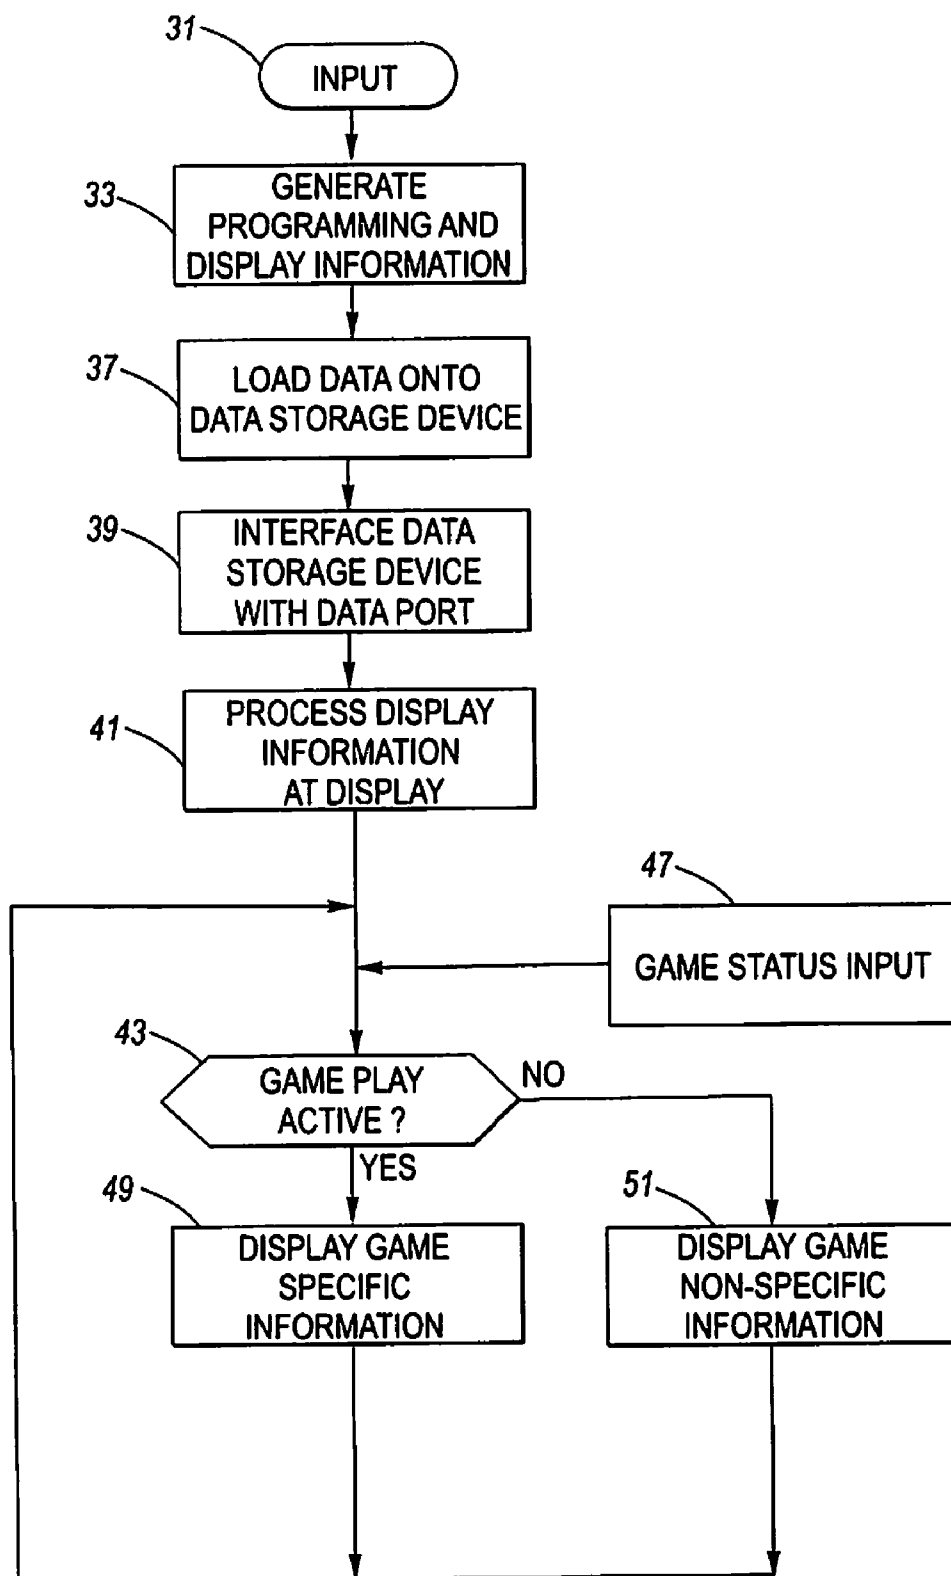 31
INPUT
33
GENERATE
PROGRAMMING AND
DISPLAY INFORMATION
37
LOAD DATA ONTO
DATA STORAGE DEVICE
39
INTERFACE DATA
STORAGE DEVICE
WITH DATA PORT
41
PROCESS DISPLAY
INFORMATION
AT DISPLAY
47
GAME STATUS INPUT
43
GAME PLAY
ACTIVE ?
NO
YES
49
DISPLAY GAME
SPECIFIC
INFORMATION
51
DISPLAY GAME
NON-SPECIFIC
INFORMATION